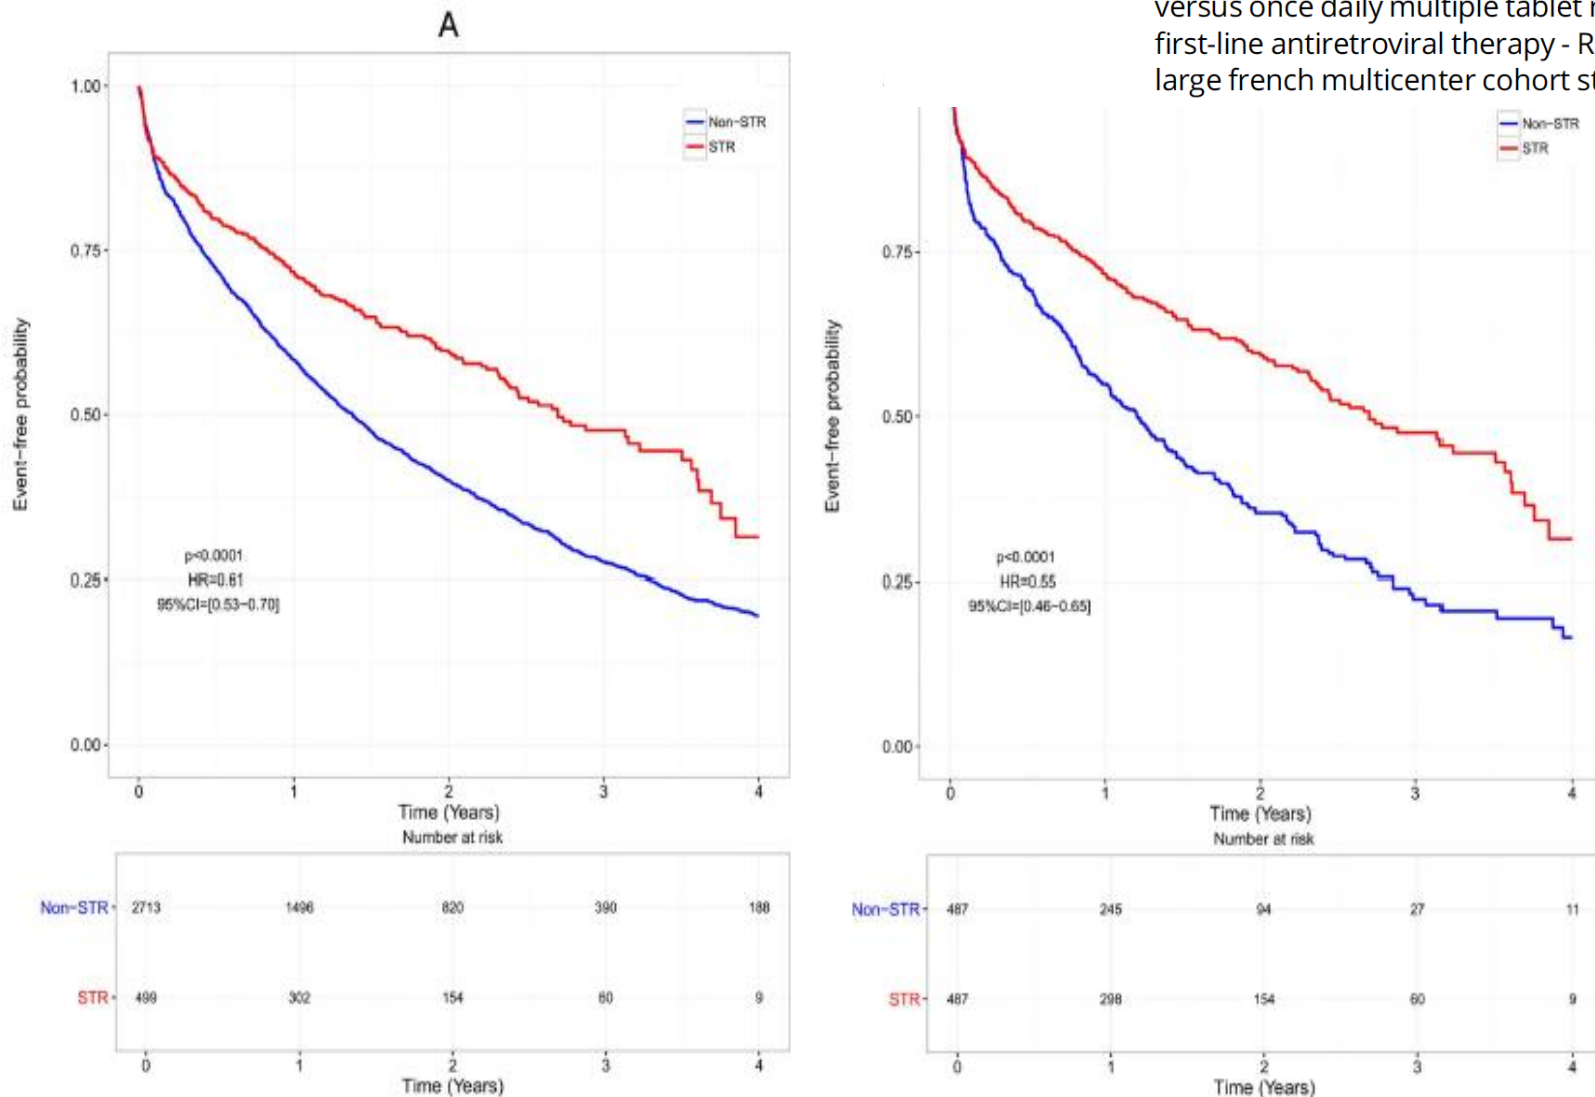 A
versus once daily multiple tablet
first-line antiretroviral therapy - R
large french multicenter cohort st
1.00
0.75
0.50
0.25
0.00
Event-free probability
Non-STR
STR
p<0.0001
HR=0.61
95%CI=[0.53-0.70]
0 1 2 3 4
Time (Years)
Number at risk
Non-STR 2713 1496 820 390 188
STR 499 302 154 60 9
0 1 2 3 4
Time (Years)
0.75
0.50
0.25
0.00
Event-free probability
Non-STR
STR
p<0.0001
HR=0.55
95%CI=[0.46-0.65]
0 1 2 3 4
Time (Years)
Number at risk
Non-STR 487 245 94 27 11
STR 487 298 154 60 9
0 1 2 3 4
Time (Years)